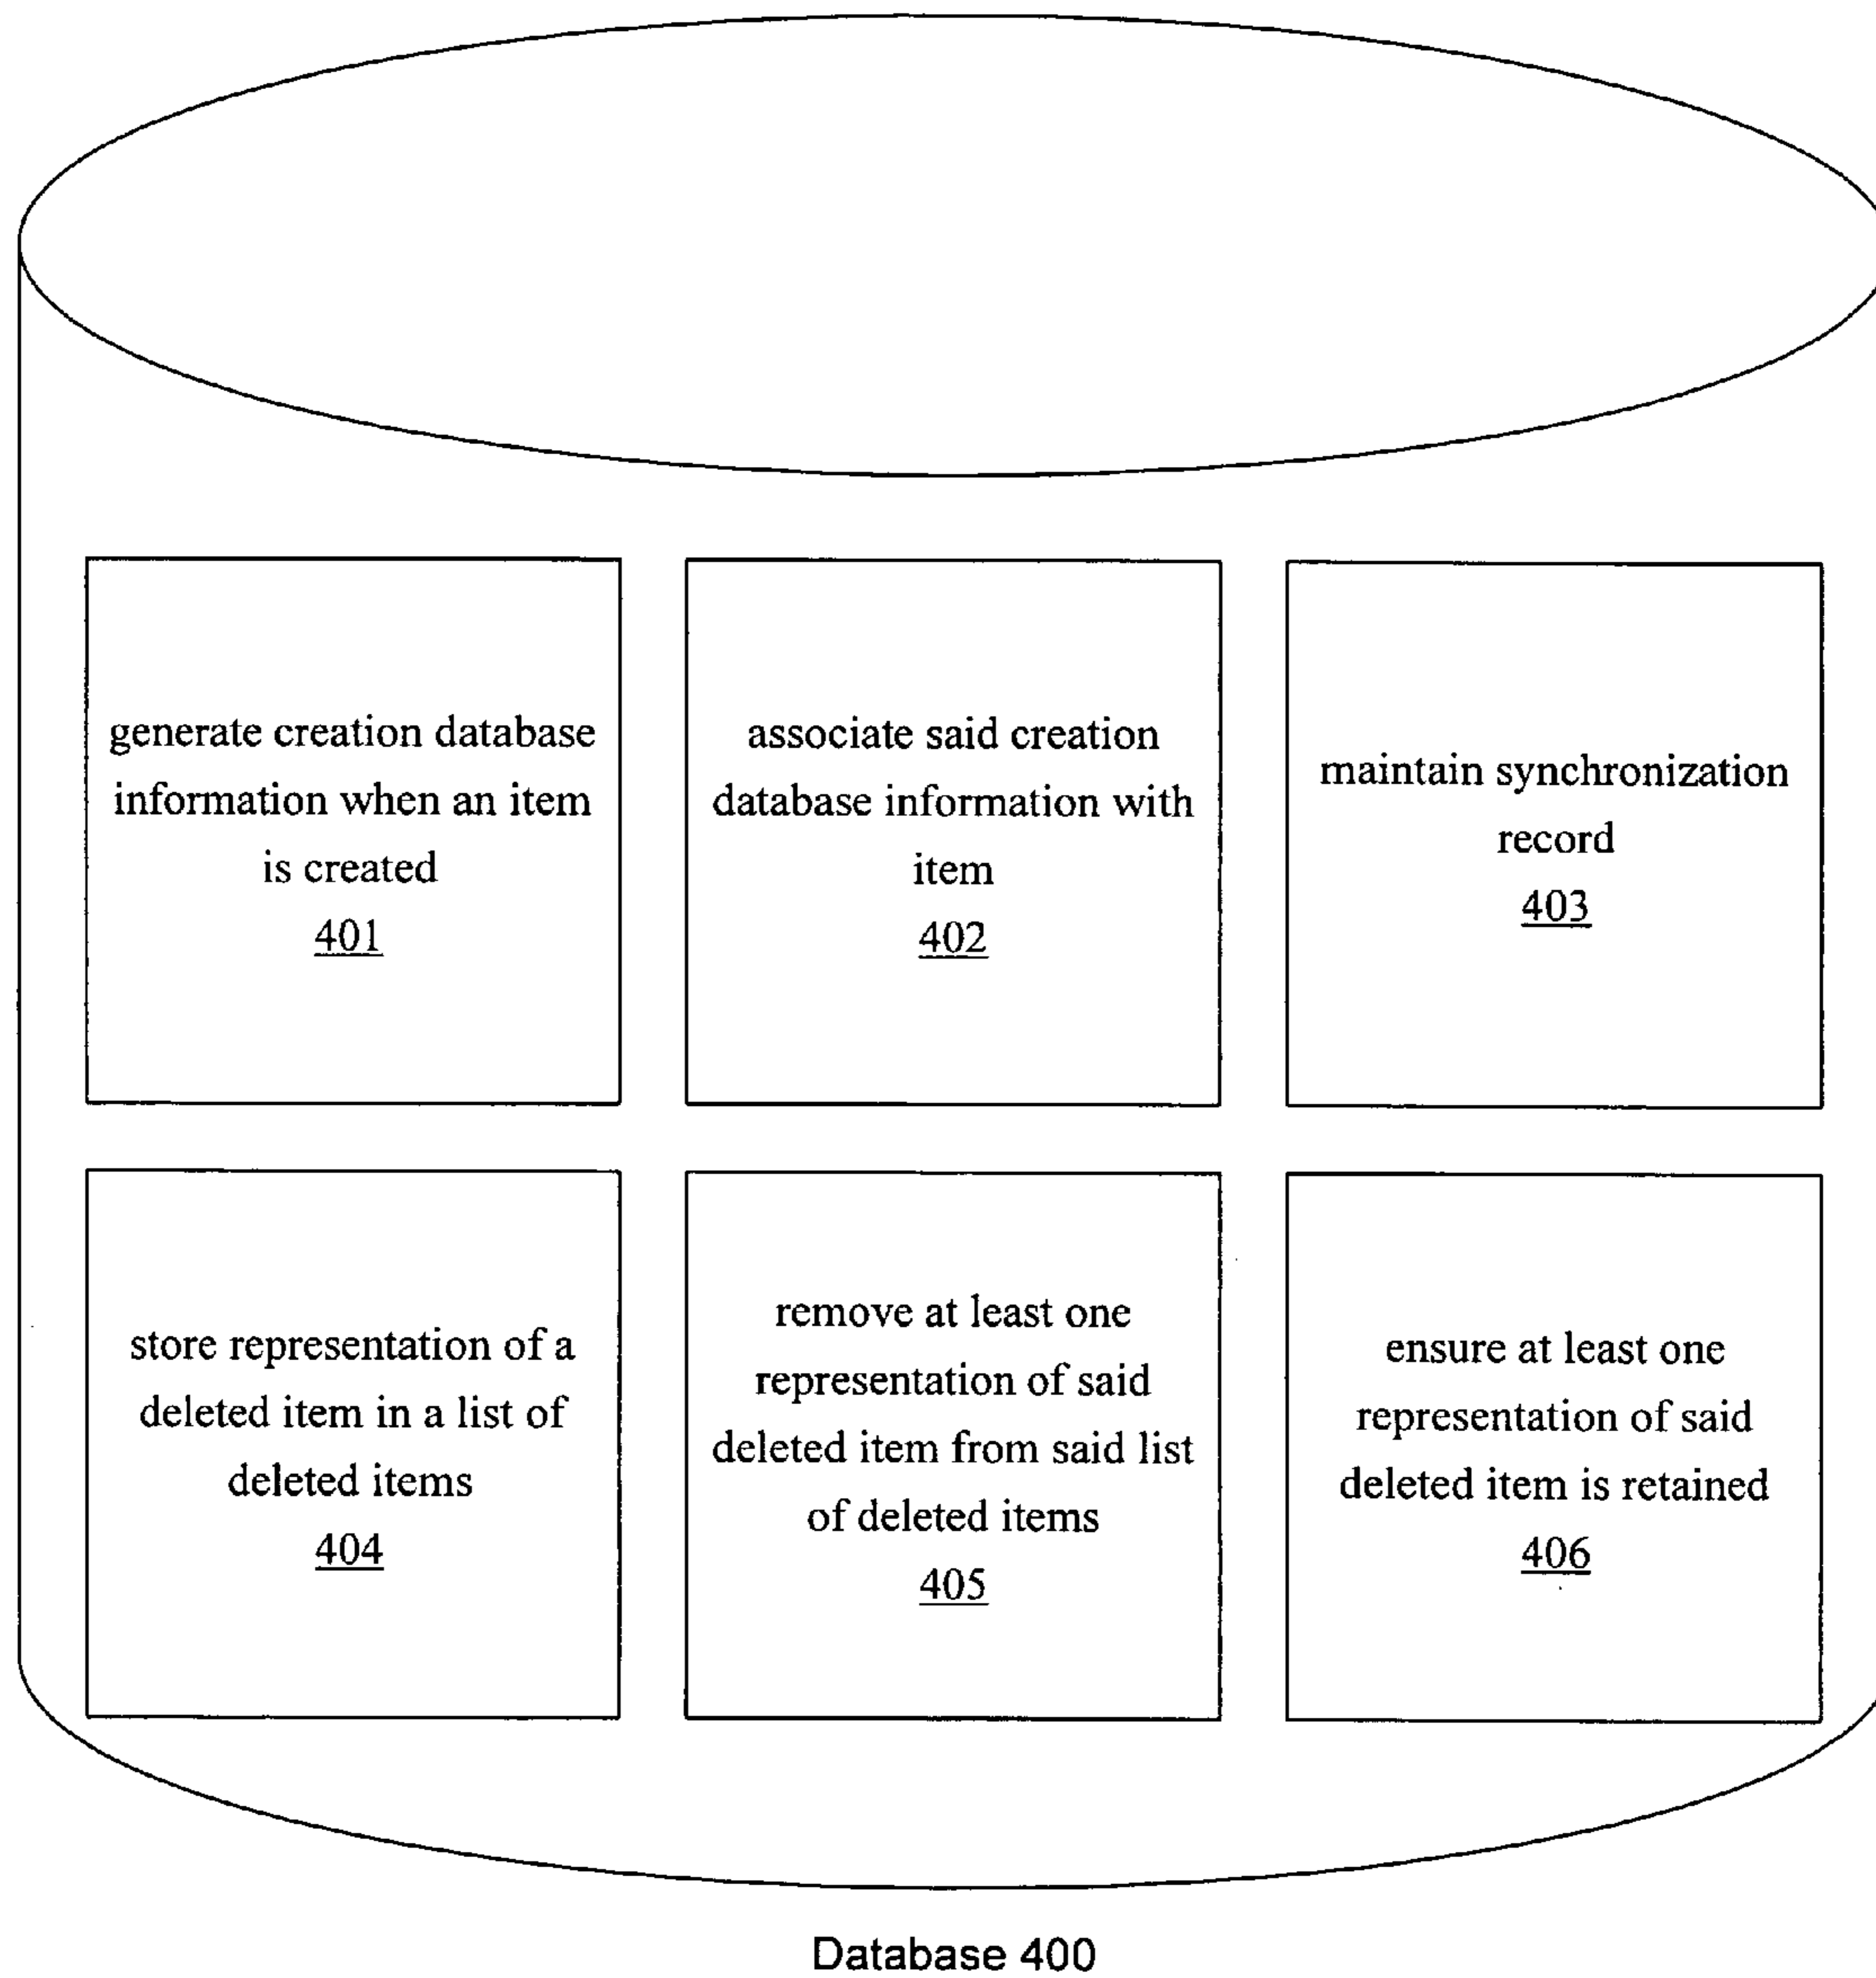 generate creation database
information when an item
is created
401
associate said creation
database information with
item
402
maintain synchronization
record
403
store representation of a
deleted item in a list of
deleted items
404
remove at least one
representation of said
deleted item from said list
of deleted items
405
ensure at least one
representation of said
deleted item is retained
406
Database 400